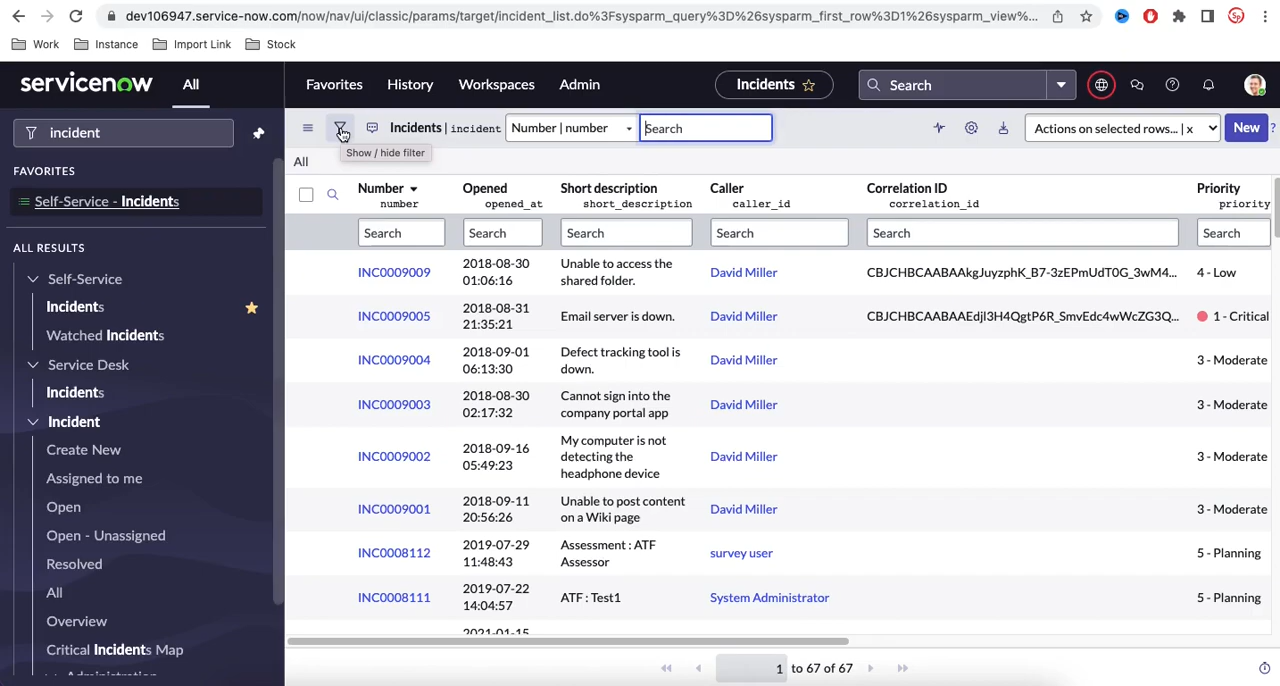 dev106947.service-now.com/now/nav/ui/classic/params/target/incident_list.do%3Fsysparm_query%3D%26sysparm_first_row%3D1%26sysparm_view%...
Sp
Work Instance Import Link Stock
servicenow All Favorites History Workspaces Admin Incidents Search
incident
Incidents | incident Number | number Search Actions on selected rows... | x New ?
Show / hide filter
FAVORITES
Self-Service - Incidents
ALL RESULTS
Self-Service
Incidents
Watched Incidents
Service Desk
Incidents
Incident
Create New
Assigned to me
Open
Open - Unassigned
Resolved
All
Overview
Critical Incidents Map
Administration
All
Number Opened Short description Caller Correlation ID Priority
number opened_at short_description caller_id correlation_id priority
Search Search Search Search Search Search
INC0009009 2018-08-30 01:06:16 Unable to access the shared folder. David Miller CBJCHBCAABAAkgJuyzphK_B7-3zEPmUdT0G_3wM4... 4 - Low
INC0009005 2018-08-31 21:35:21 Email server is down. David Miller CBJCHBCAABAAEdjl3H4QgtP6R_SmvEdc4wWcZG3Q... 1 - Critical
INC0009004 2018-09-01 06:13:30 Defect tracking tool is down. David Miller 3 - Moderate
INC0009003 2018-08-30 02:17:32 Cannot sign into the company portal app David Miller 3 - Moderate
INC0009002 2018-09-16 05:49:23 My computer is not detecting the headphone device David Miller 3 - Moderate
INC0009001 2018-09-11 20:56:26 Unable to post content on a Wiki page David Miller 3 - Moderate
INC0008112 2019-07-29 11:48:43 Assessment : ATF Assessor survey user 5 - Planning
INC0008111 2019-07-22 14:04:57 ATF : Test1 System Administrator 5 - Planning
2021-01-15
1 to 67 of 67